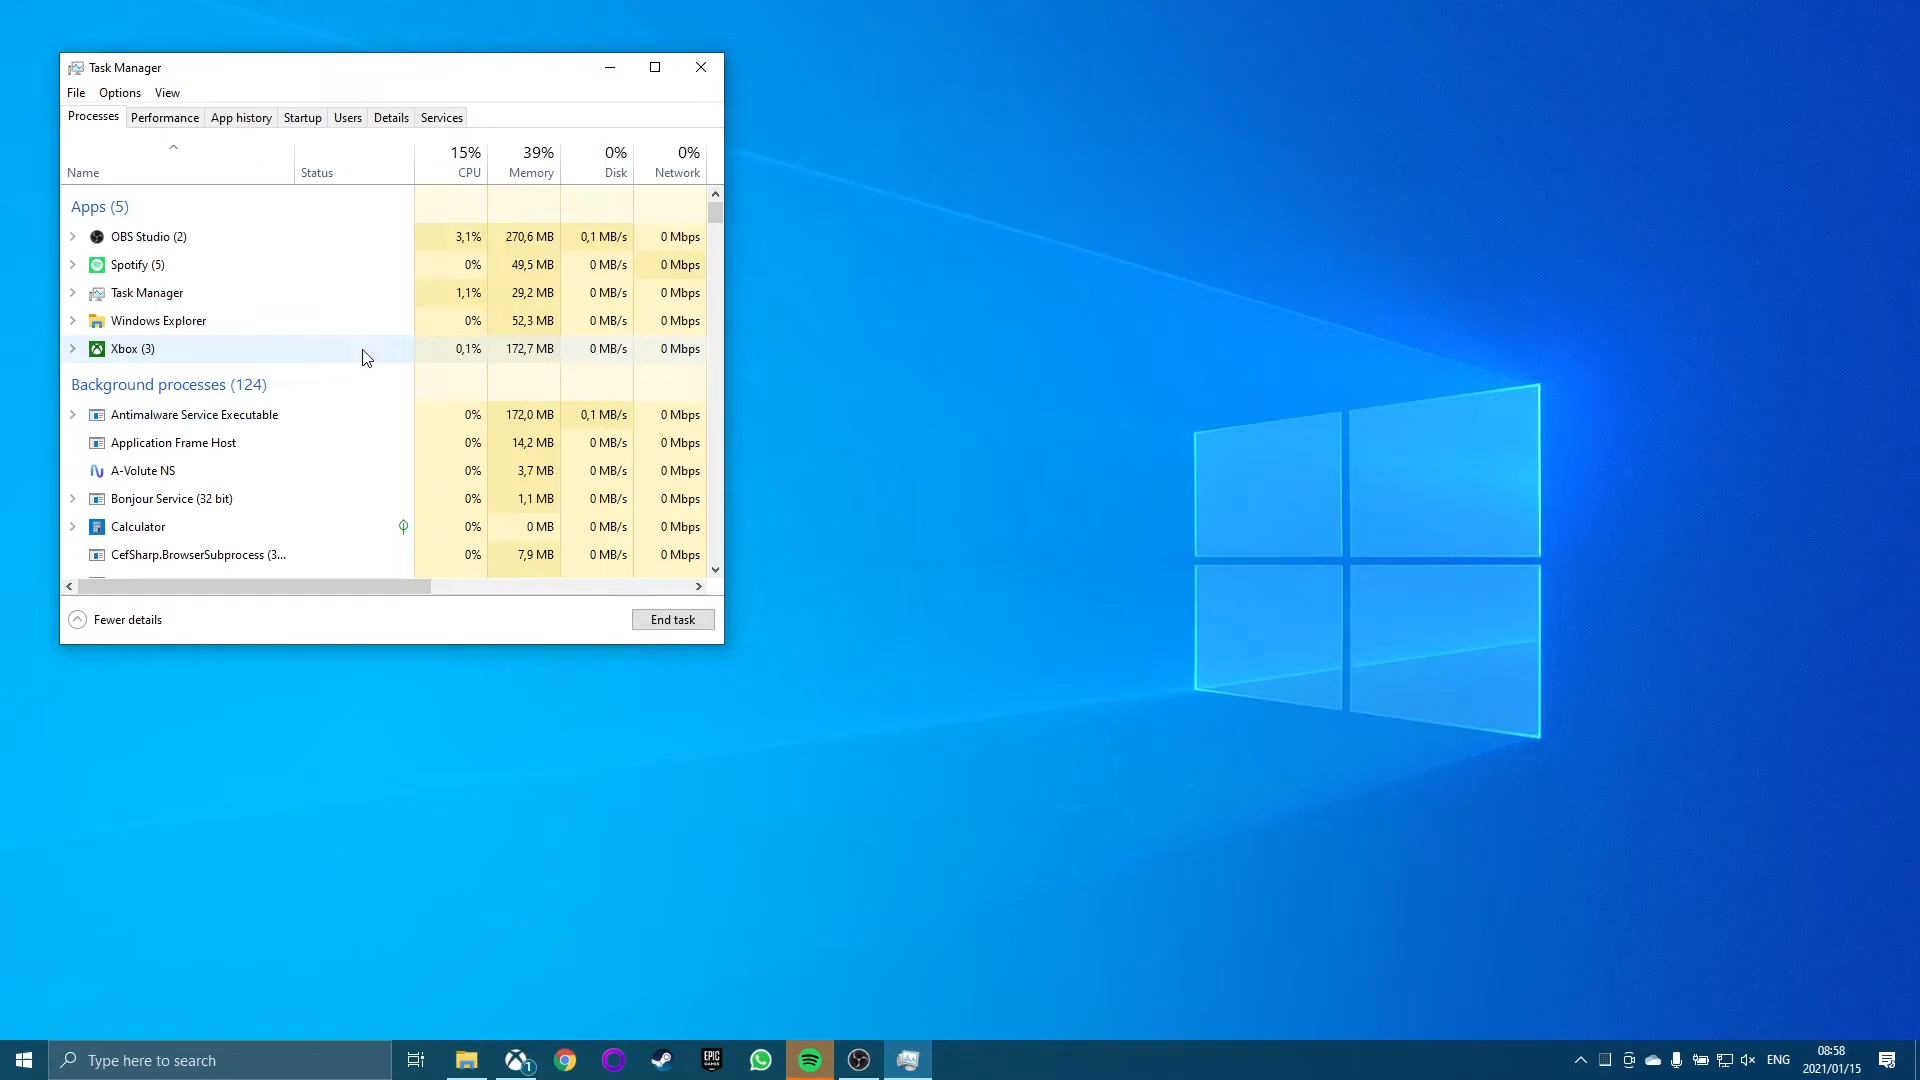 Task Manager
File Options View
Processes Performance App history Startup Users Details Services
15% 39% 0% 0%
Name Status CPU Memory Disk Network
Apps (5)
OBS Studio (2) 3,1% 270,6 MB 0,1 MB/s 0 Mbps
Spotify (5) 0% 49,5 MB 0 MB/s 0 Mbps
Task Manager 1,1% 29,2 MB 0 MB/s 0 Mbps
Windows Explorer 0% 52,3 MB 0 MB/s 0 Mbps
Xbox (3) 0,1% 172,7 MB 0 MB/s 0 Mbps
Background processes (124)
Antimalware Service Executable 0% 172,0 MB 0,1 MB/s 0 Mbps
Application Frame Host 0% 14,2 MB 0 MB/s 0 Mbps
A-Volute NS 0% 3,7 MB 0 MB/s 0 Mbps
Bonjour Service (32 bit) 0% 1,1 MB 0 MB/s 0 Mbps
Calculator 0% 0 MB 0 MB/s 0 Mbps
CefSharp.BrowserSubprocess (3... 0% 7,9 MB 0 MB/s 0 Mbps
Fewer details End task
Type here to search 1 EPIC GAMES ENG 08:58
2021/01/15